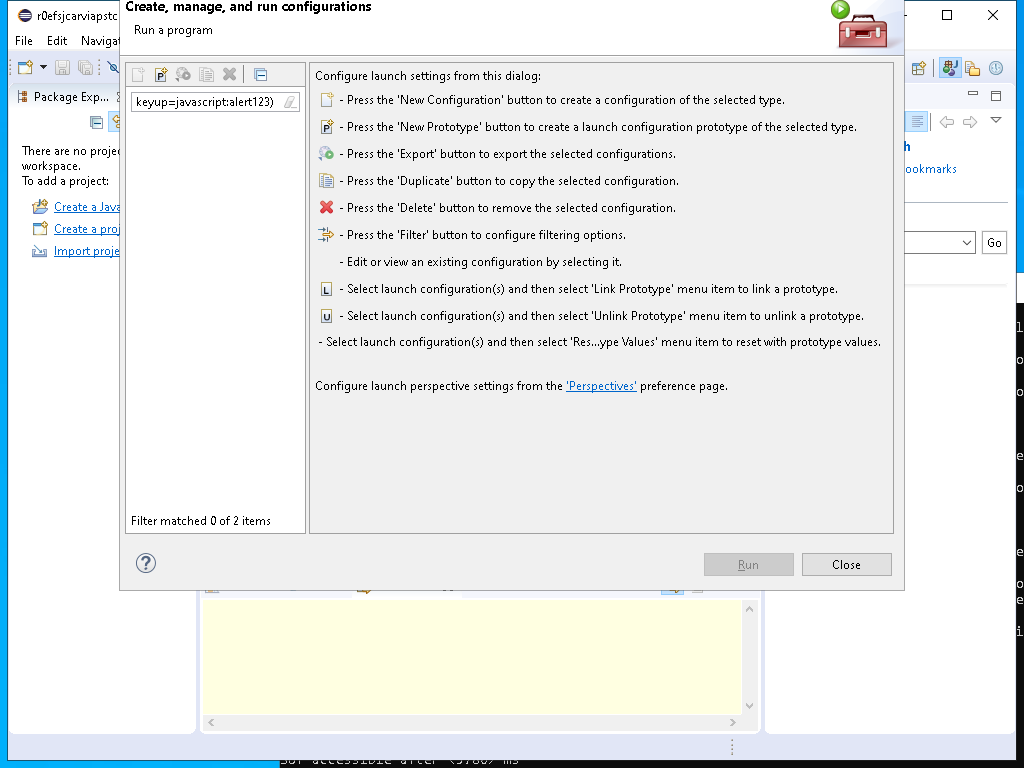 Create, manage, and run configurations
Run a program
r0efsjcarviapstc
File Edit Navigat
Package Exp...
There are no projec
workspace.
To add a project:
Create a Java
Create a proj
Import proje
keyup=javascript:alert123)
Filter matched 0 of 2 items
Configure launch settings from this dialog:
- Press the 'New Configuration' button to create a configuration of the selected type.
- Press the 'New Prototype' button to create a launch configuration prototype of the selected type.
- Press the 'Export' button to export the selected configurations.
- Press the 'Duplicate' button to copy the selected configuration.
- Press the 'Delete' button to remove the selected configuration.
- Press the 'Filter' button to configure filtering options.
- Edit or view an existing configuration by selecting it.
L - Select launch configuration(s) and then select 'Link Prototype' menu item to link a prototype.
U - Select launch configuration(s) and then select 'Unlink Prototype' menu item to unlink a prototype.
- Select launch configuration(s) and then select 'Res...ype Values' menu item to reset with prototype values.
Configure launch perspective settings from the 'Perspectives' preference page.
Run
Close
h
ookmarks
Go